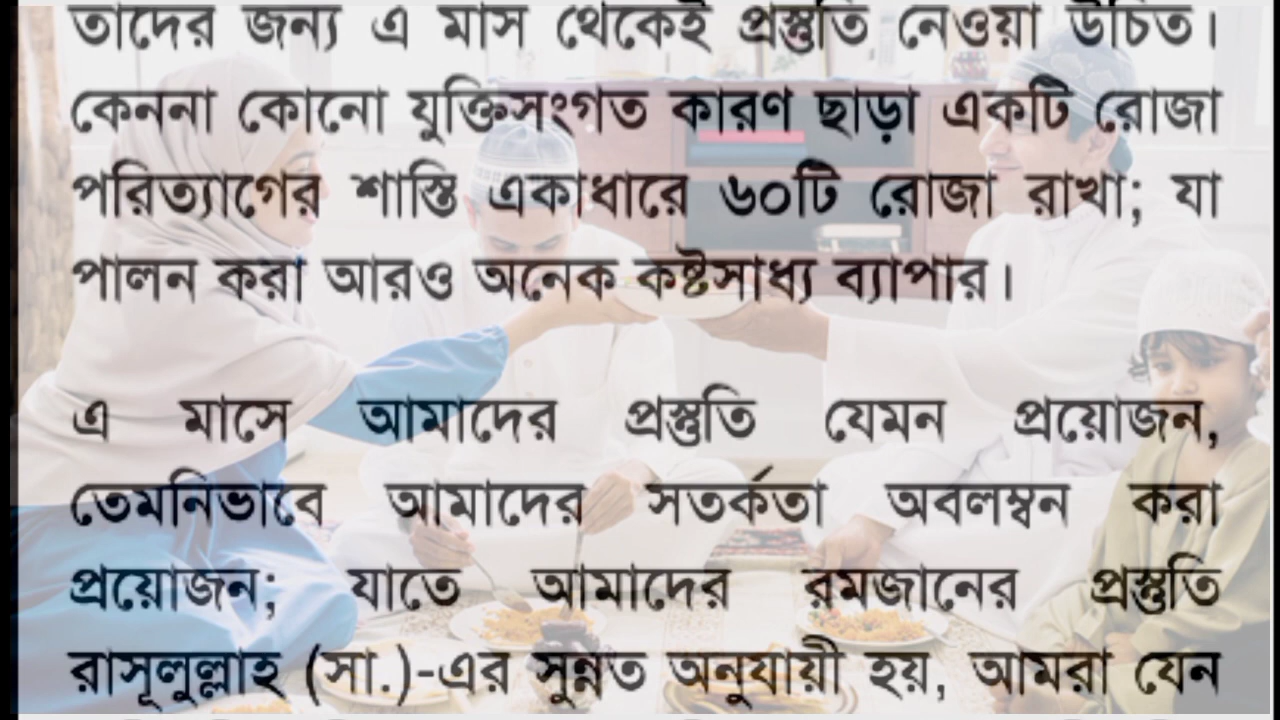 তাদের জন্য এ মাস থেকেই প্রস্তুতি নেওয়া উচিত।
কেননা কোনো যুক্তিসংগত কারণ ছাড়া একটি রোজা
পরিত্যাগের শাস্তি একাধারে ৬০টি রোজা রাখা; যা
পালন করা আরও অনেক কষ্টসাধ্য ব্যাপার।
এ মাসে আমাদের প্রস্তুতি যেমন প্রয়োজন,
তেমনিভাবে আমাদের সতর্কতা অবলম্বন করা
প্রয়োজন; যাতে আমাদের রমজানের প্রস্তুতি
রাসূলুল্লাহ (সা.)-এর সুন্নত অনুযায়ী হয়, আমরা যেন